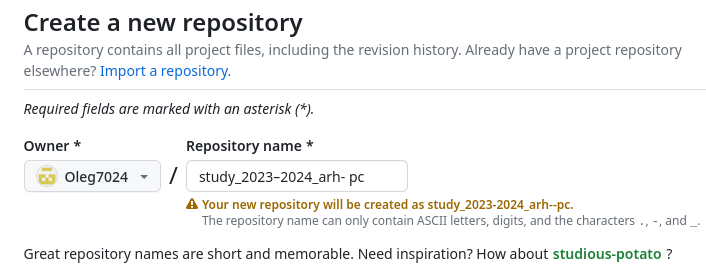 Create a new repository
A repository contains all project files, including the revision history. Already have a project repository
elsewhere? Import a repository.
Required fields are marked with an asterisk (*).
Owner *
Repository name *
Oleg7024
/
study_2023–2024_arh- pc
Your new repository will be created as study_2023-2024_arh--pc.
The repository name can only contain ASCII letters, digits, and the characters ., -, and _.
Great repository names are short and memorable. Need inspiration? How about studious-potato ?